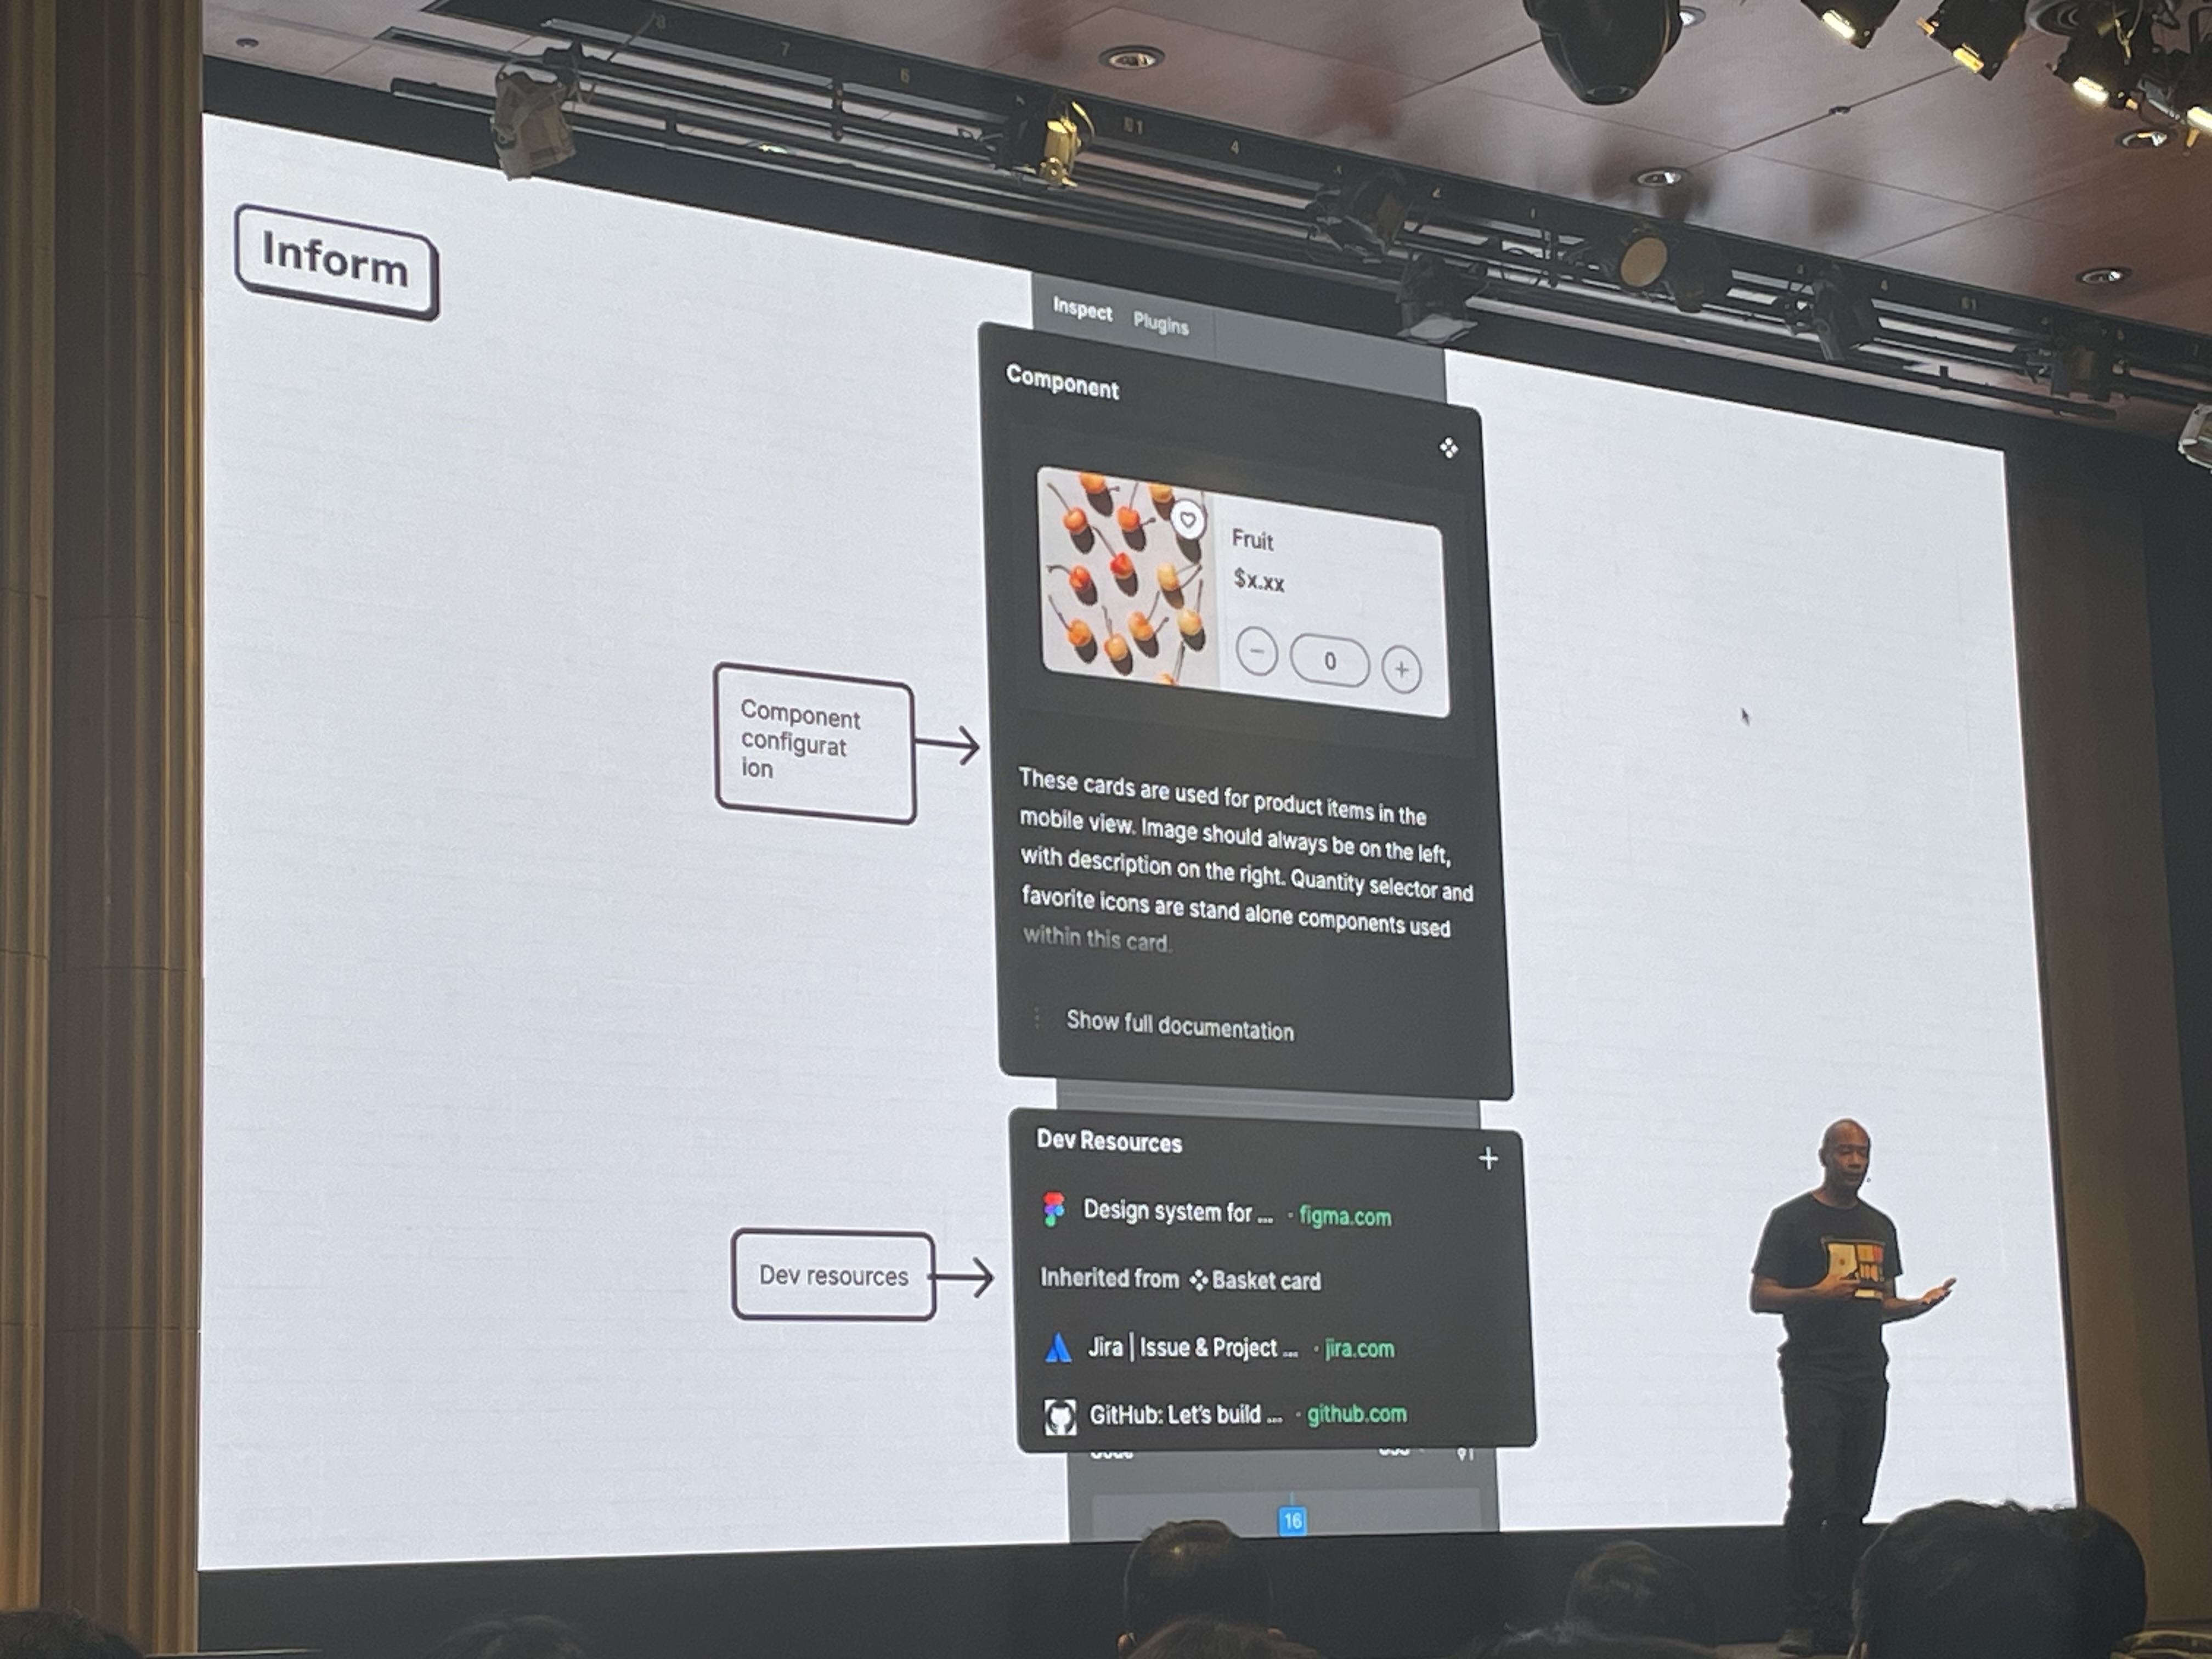 Inform
Inspect Plugins
Component
Fruit
$x.xx
− 0 +
Component
configurat
ion
These cards are used for product items in the
mobile view. Image should always be on the left,
with description on the right. Quantity selector and
favorite icons are stand alone components used
within this card.
Show full documentation
Dev resources
Dev Resources +
Design system for ... · figma.com
Inherited from Basket card
Jira | Issue & Project ... · jira.com
GitHub: Let's build ... · github.com
16